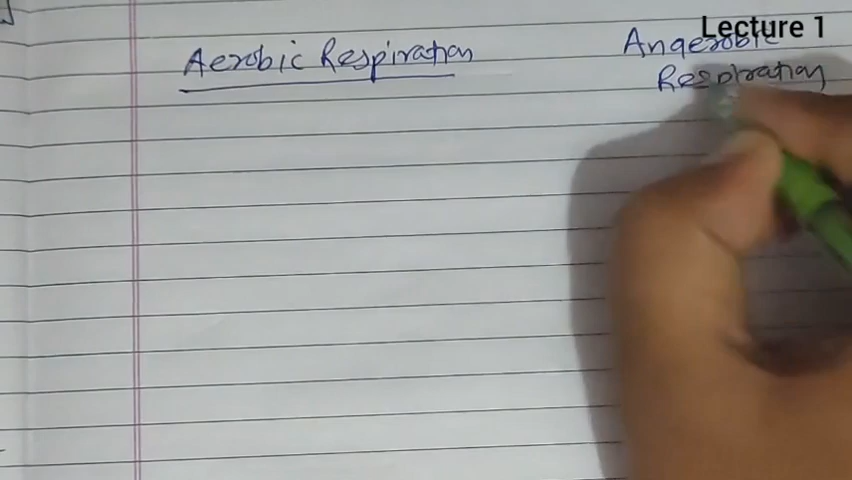 Lecture 1
Aerobic Respiration
Anaerobic
Respiration